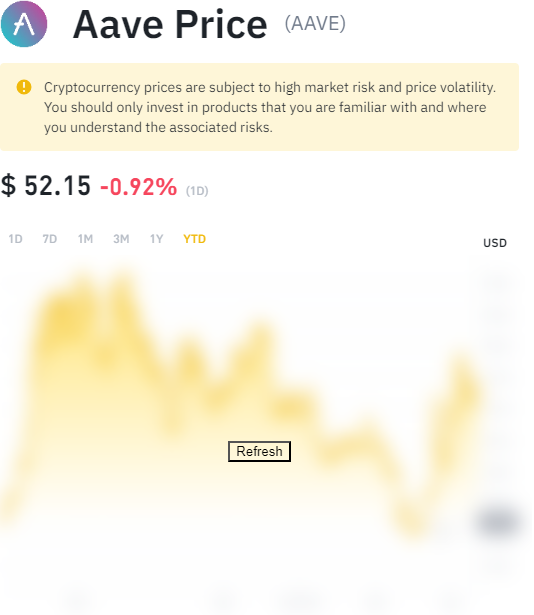 Aave Price (AAVE)
Cryptocurrency prices are subject to high market risk and price volatility.
You should only invest in products that you are familiar with and where
you understand the associated risks.
$ 52.15 -0.92% (1D)
1D 7D 1M 3M 1Y YTD
USD
Refresh